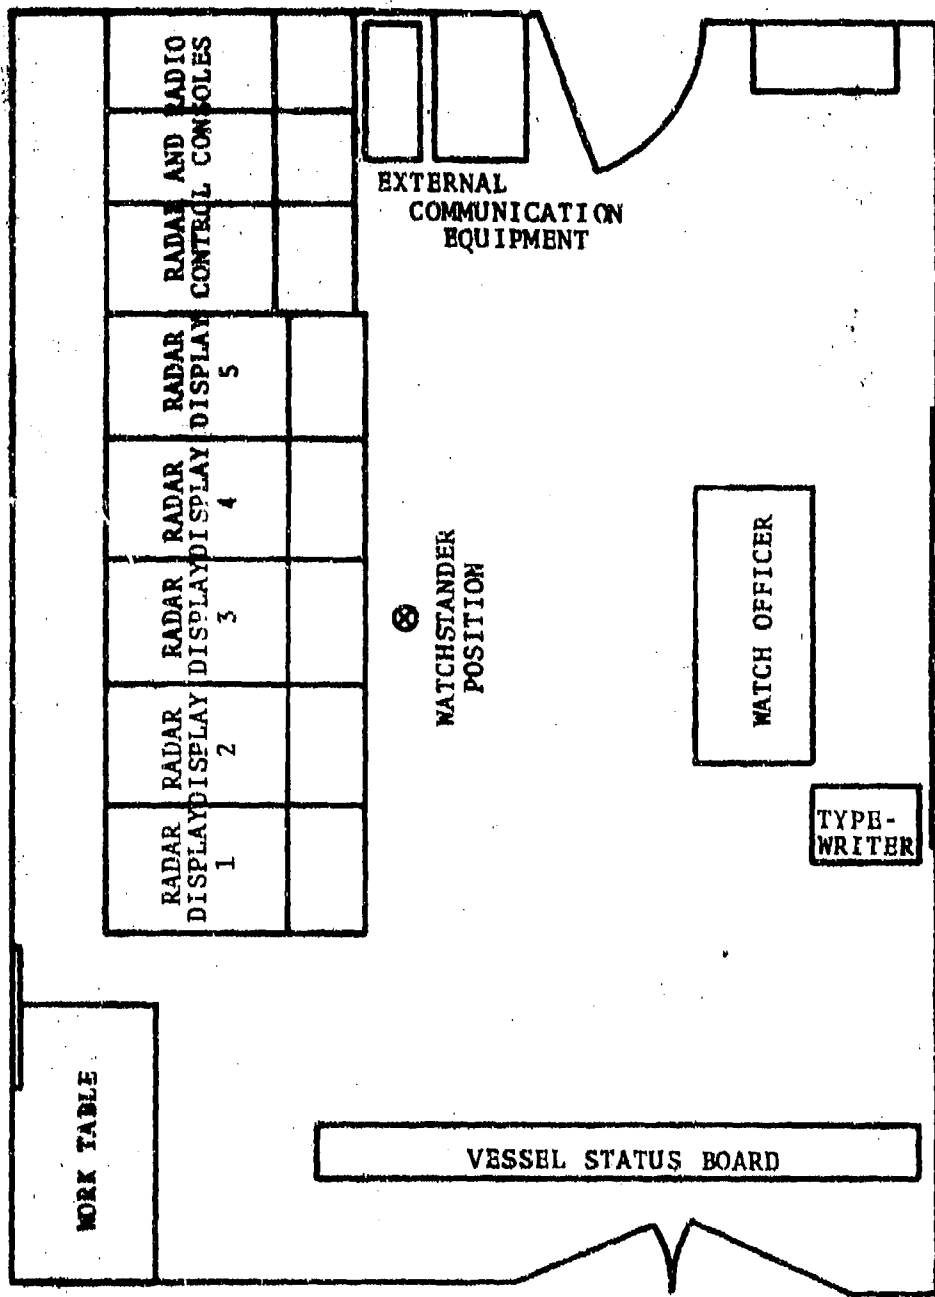 RADAR AND RADIO
CONTROL CONSOLES
EXTERNAL
COMMUNICATION
EQUIPMENT
RADAR
DISPLAY
5
RADAR
DISPLAY
4
RADAR
DISPLAY
3
RADAR
DISPLAY
2
RADAR
DISPLAY
1
WATCHSTANDER
POSITION
WATCH OFFICER
TYPE-
WRITER
WORK TABLE
VESSEL STATUS BOARD